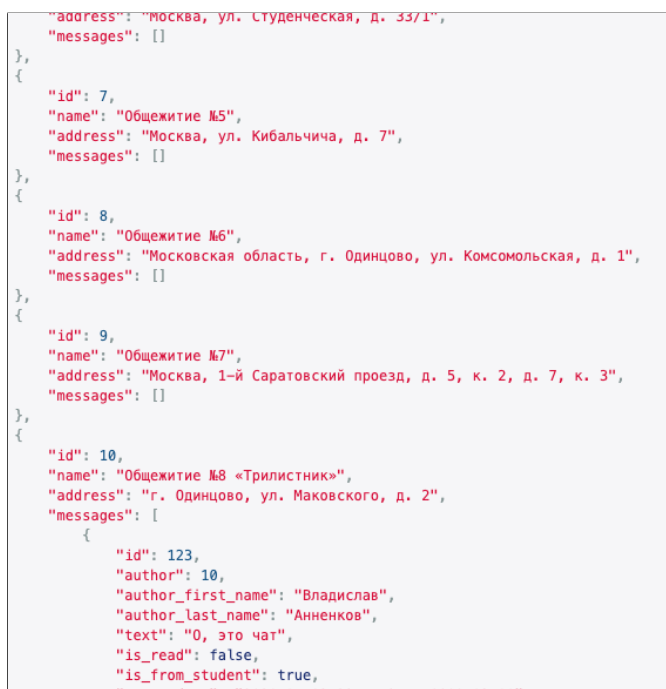 "address": "Москва, ул. Студенческая, д. 33/1",
"messages": []
},
{
"id": 7,
"name": "Общежитие №5",
"address": "Москва, ул. Кибальчича, д. 7",
"messages": []
},
{
"id": 8,
"name": "Общежитие №6",
"address": "Московская область, г. Одинцово, ул. Комсомольская, д. 1",
"messages": []
},
{
"id": 9,
"name": "Общежитие №7",
"address": "Москва, 1-й Саратовский проезд, д. 5, к. 2, д. 7, к. 3",
"messages": []
},
{
"id": 10,
"name": "Общежитие №8 «Трилистник»",
"address": "г. Одинцово, ул. Маковского, д. 2",
"messages": [
{
"id": 123,
"author": 10,
"author_first_name": "Владислав",
"author_last_name": "Анненков",
"text": "О, это чат",
"is_read": false,
"is_from_student": true,